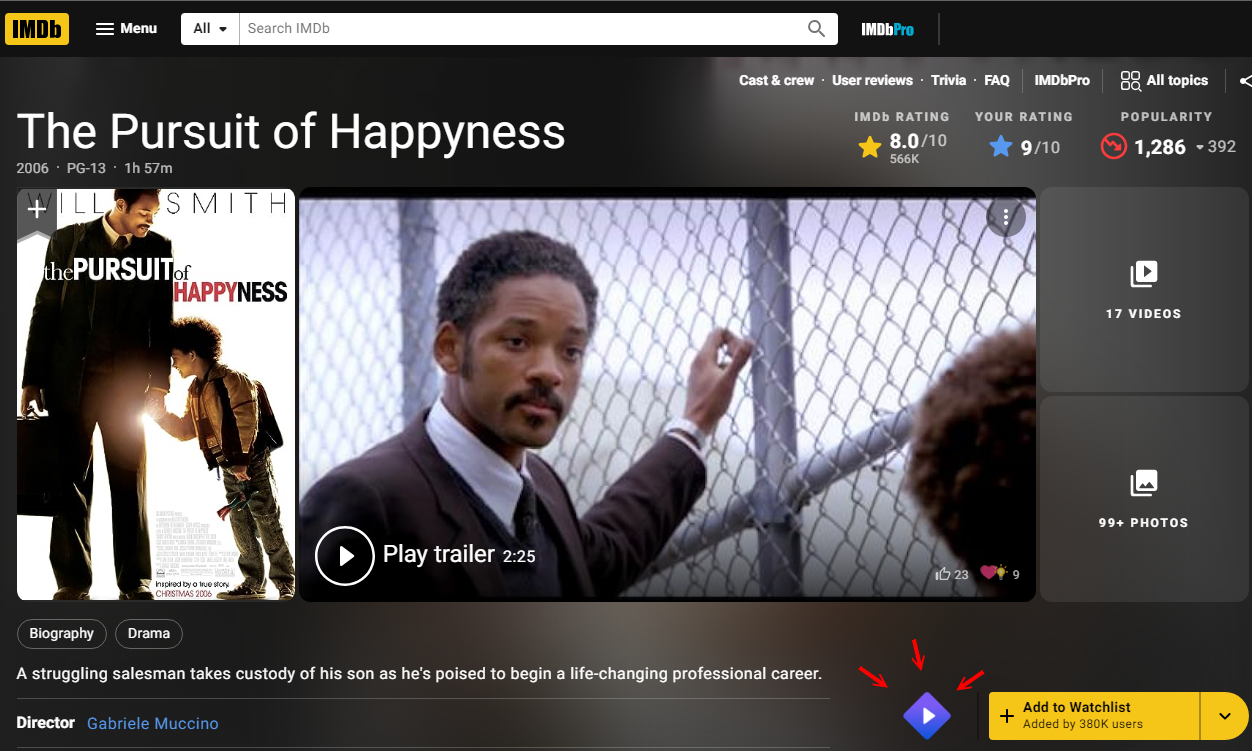 IMDb
Menu
All
Search IMDb
IMDbPro
Cast & crew · User reviews · Trivia · FAQ
IMDbPro
All topics
The Pursuit of Happyness
2006 · PG-13 · 1h 57m
IMDb RATING
8.0/10
566K
YOUR RATING
9/10
POPULARITY
1,286
392
WILL SMITH
the PURSUIT of
HAPPYNESS
Inspired by a true story.
CHRISTMAS 2006
Play trailer 2:25
23
9
17 VIDEOS
99+ PHOTOS
Biography
Drama
A struggling salesman takes custody of his son as he's poised to begin a life-changing professional career.
Director Gabriele Muccino
Add to Watchlist
Added by 380K users